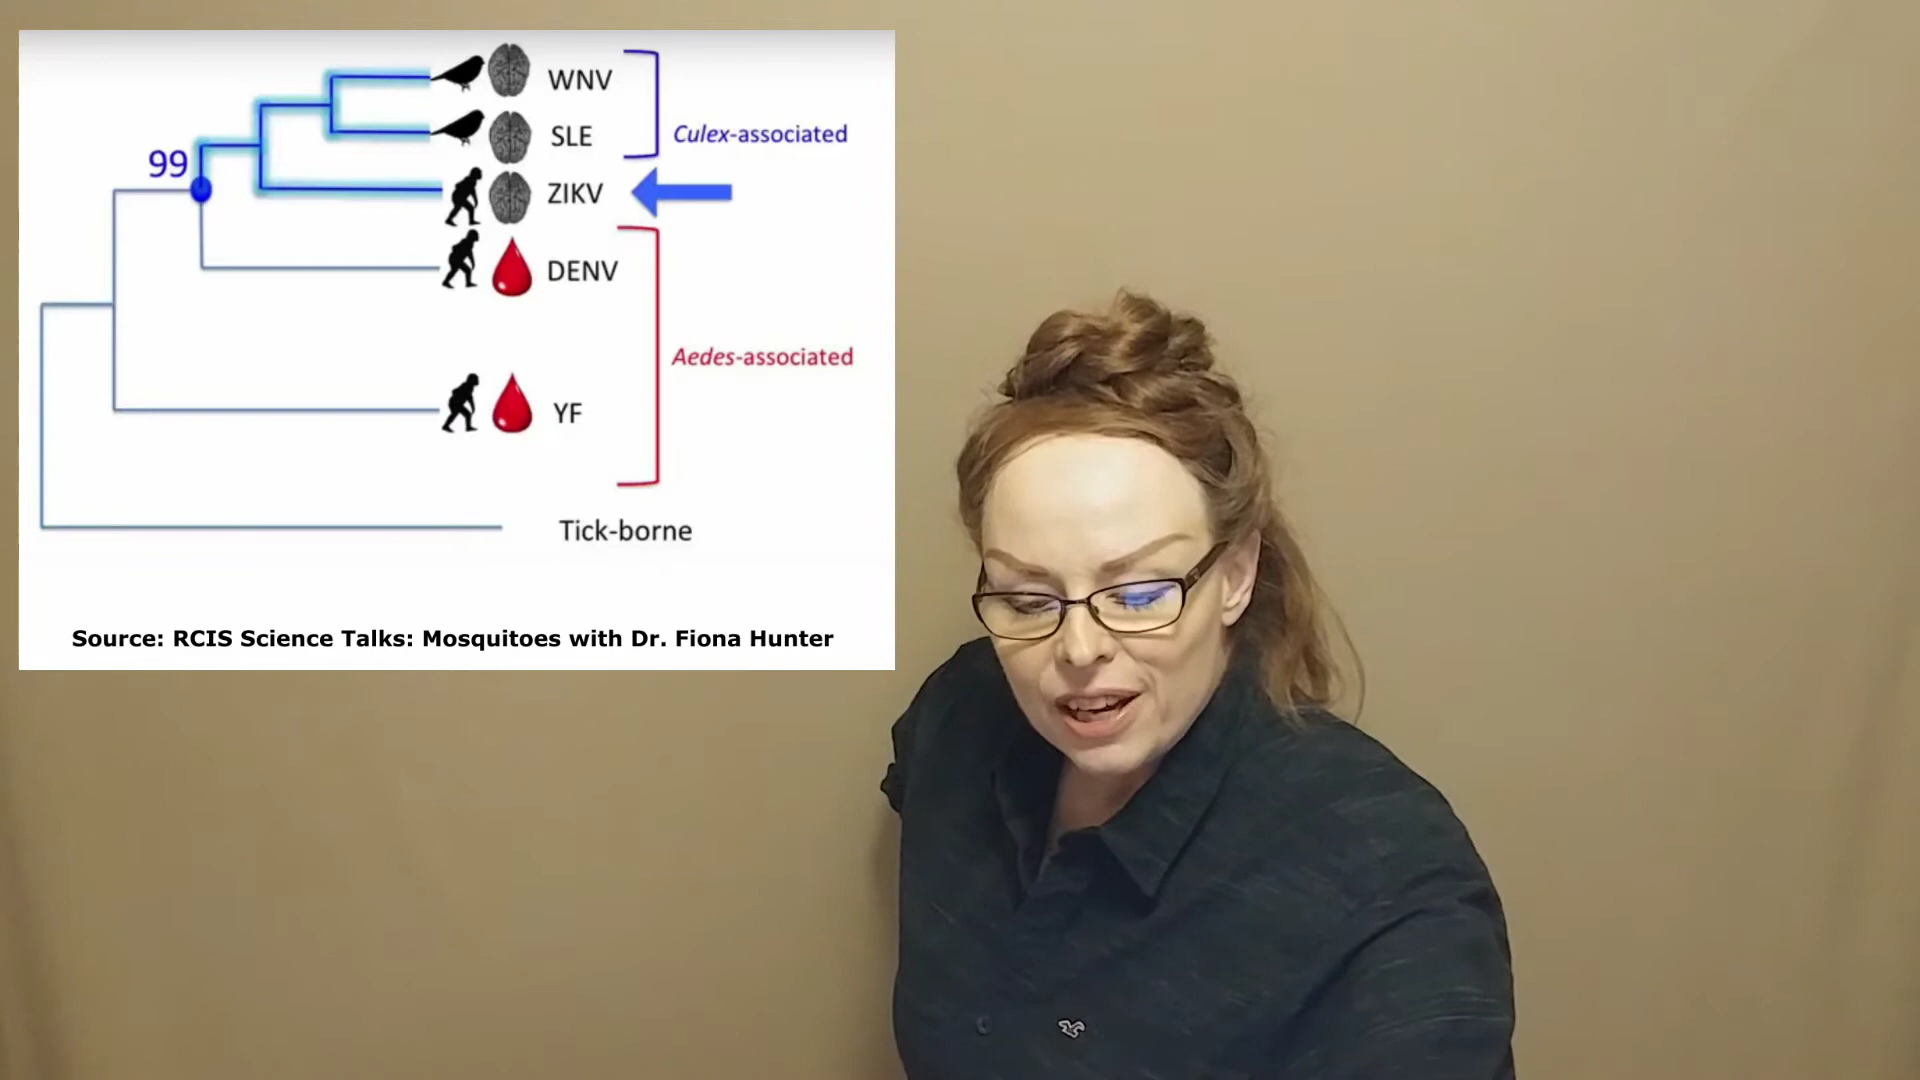 WNV
SLE
Culex-associated
99
ZIKV
DENV
Aedes-associated
YF
Tick-borne
Source: RCIS Science Talks: Mosquitoes with Dr. Fiona Hunter